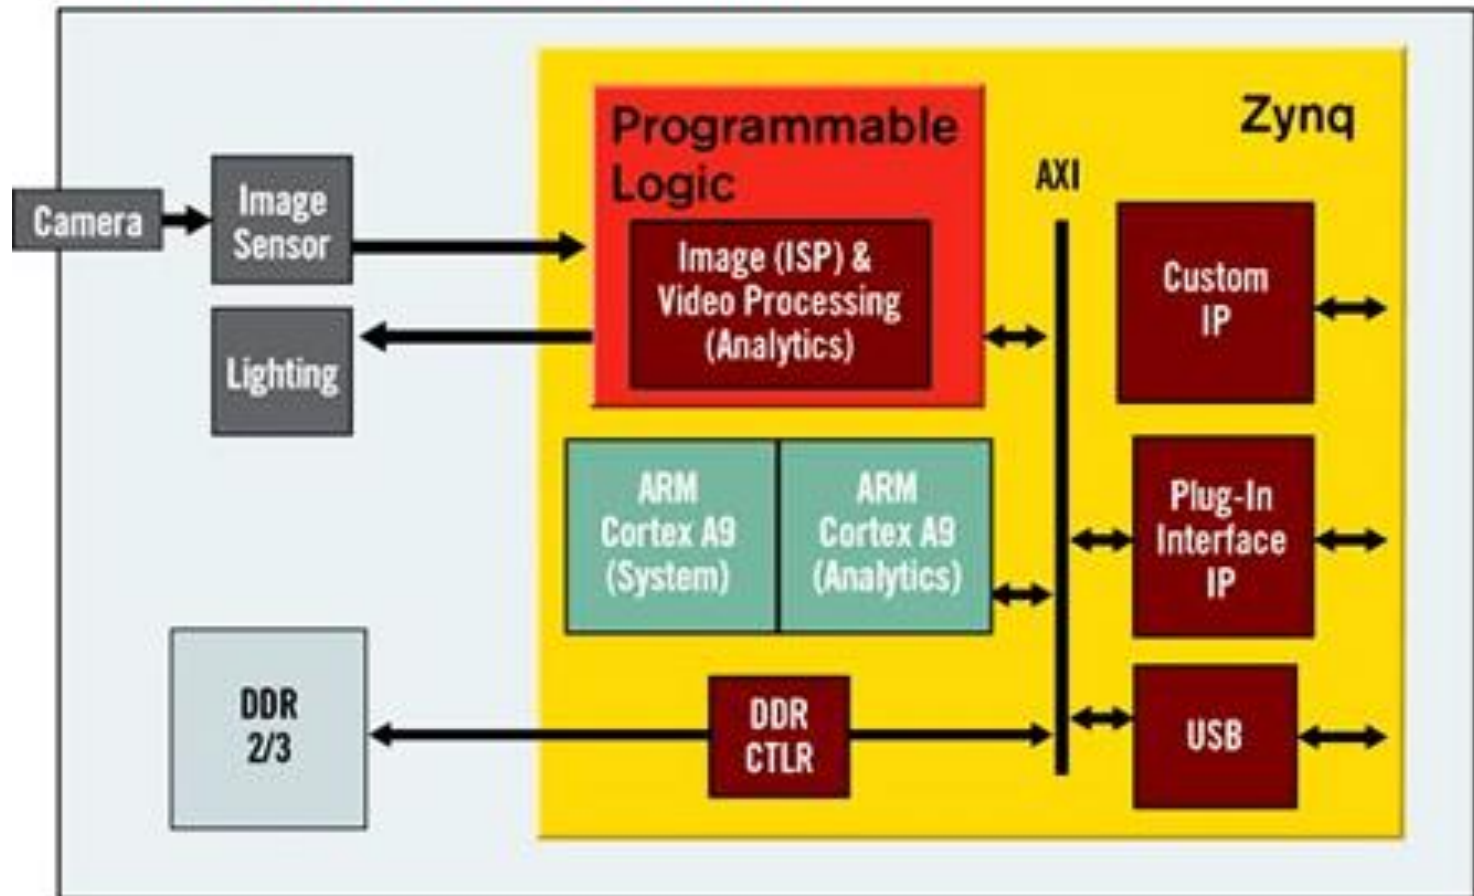 Zynq
Programmable
Logic
AXI
Camera
Image
Sensor
Image (ISP) &
Video Processing
(Analytics)
Custom
IP
Lighting
ARM
Cortex A9
(System)
ARM
Cortex A9
(Analytics)
Plug-In
Interface
IP
DDR
2/3
DDR
CTLR
USB